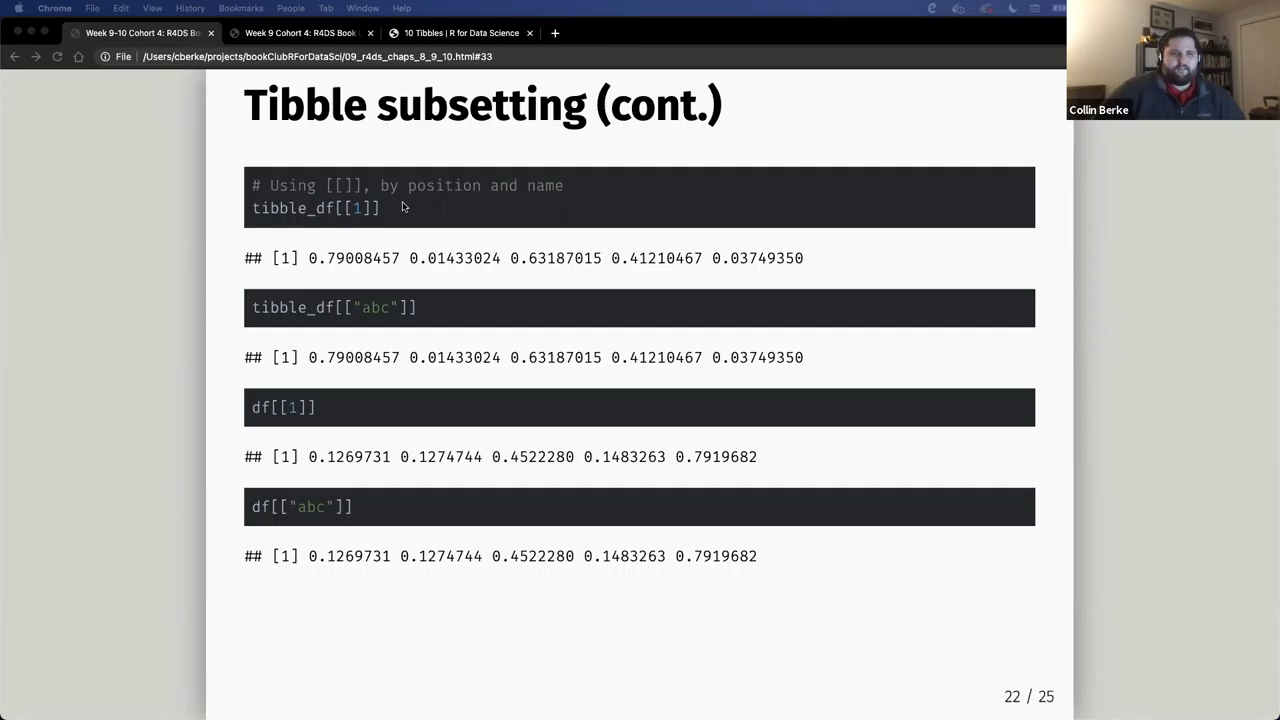 Chrome File Edit View History Bookmarks People Tab Window Help
Week 9-10 Cohort 4: R4DS Bo
Week 9 Cohort 4: R4DS Book
10 Tibbles | R for Data Science
File /Users/cberke/projects/bookClubRForDataSci/09_r4ds_chaps_8_9_10.html#33
Collin Berke
Tibble subsetting (cont.)
# Using [[]], by position and name
tibble_df[[1]]
## [1] 0.79008457 0.01433024 0.63187015 0.41210467 0.03749350
tibble_df[["abc"]]
## [1] 0.79008457 0.01433024 0.63187015 0.41210467 0.03749350
df[[1]]
## [1] 0.1269731 0.1274744 0.4522280 0.1483263 0.7919682
df[["abc"]]
## [1] 0.1269731 0.1274744 0.4522280 0.1483263 0.7919682
22 / 25